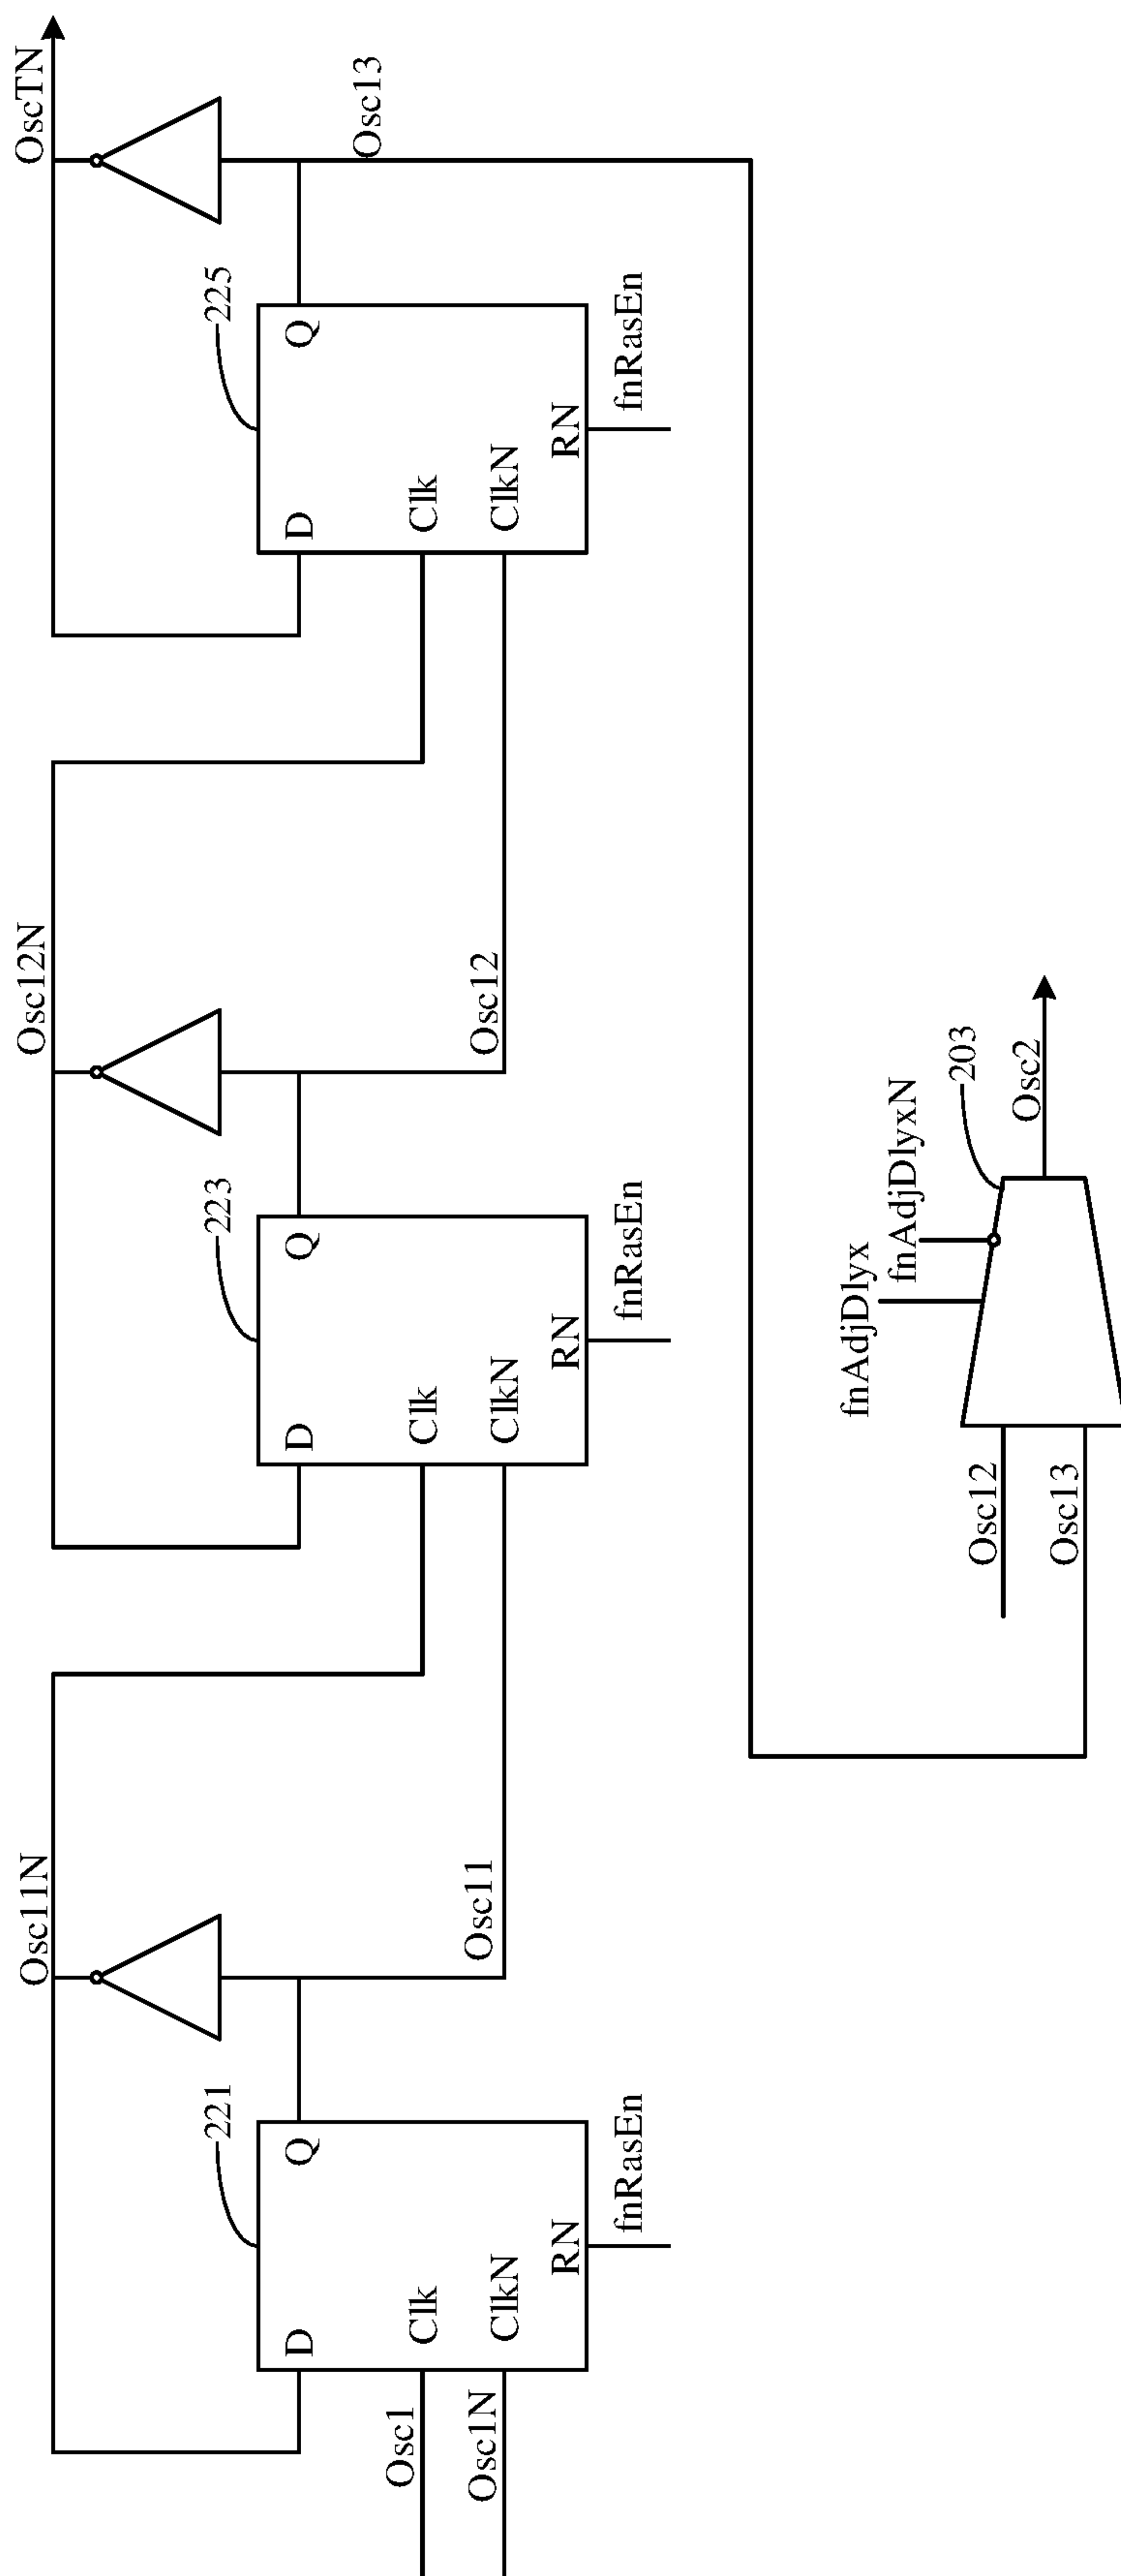 Osc11N
Osc12N
OscTN
221
223
225
D
Q
D
Q
D
Q
Osc13
Osc1
Clk
Clk
Clk
Osc1N
ClkN
Osc11
ClkN
Osc12
ClkN
RN
RN
RN
fnRasEn
fnRasEn
fnRasEn
fnAdjDlyx
fnAdjDlyxN
203
Osc12
Osc2
Osc13